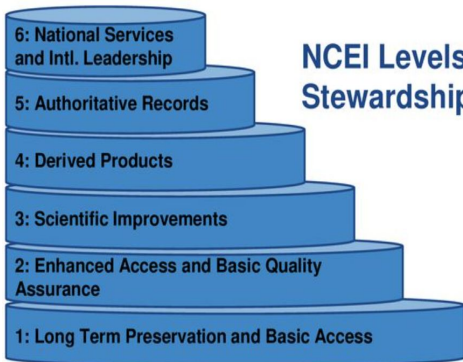 NCEI Levels
Stewardship
6: National Services
and Intl. Leadership
5: Authoritative Records
4: Derived Products
3: Scientific Improvements
2: Enhanced Access and Basic Quality
Assurance
1: Long Term Preservation and Basic Access